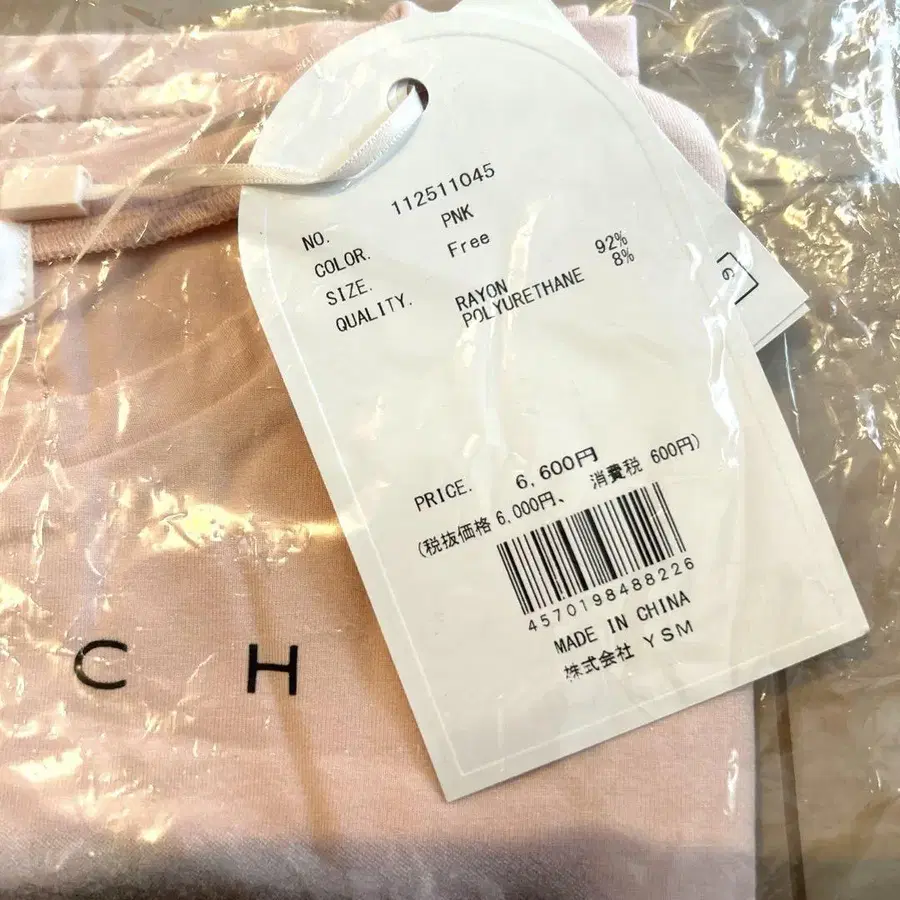 NO. 112511045
COLOR. PNK
SIZE. Free
QUALITY. RAYON 92%
POLYURETHANE 8%
PRICE. 6,600円
(税抜価格 6,000円、 消費税 600円)
4570198488226
MADE IN CHINA
株式会社 YSM
C H